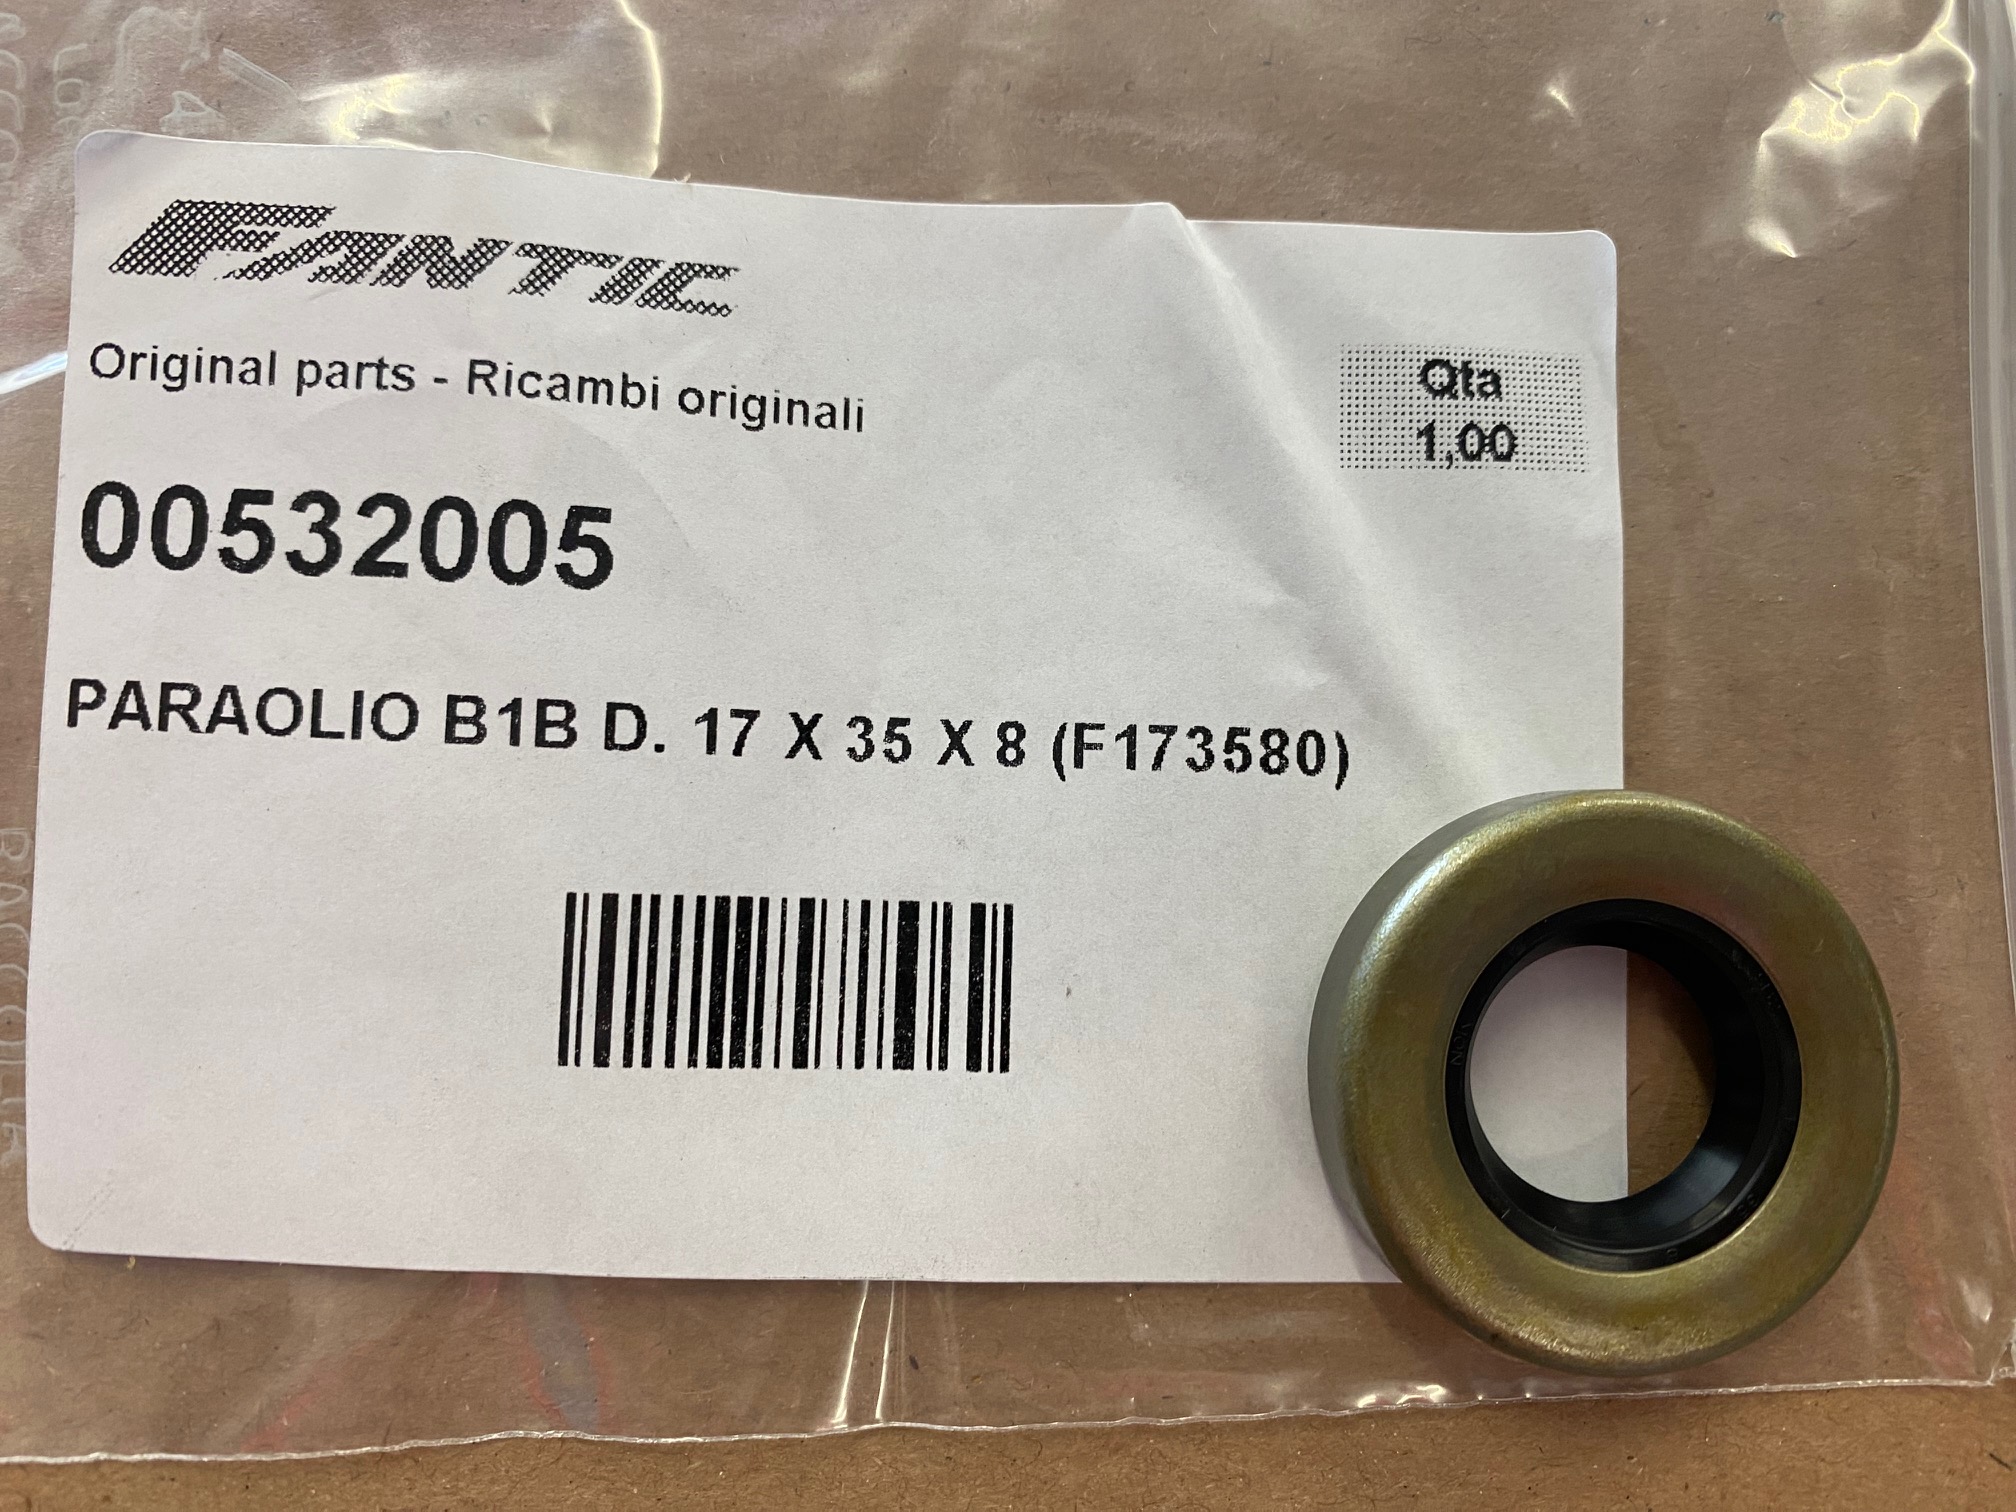 FANTIC
Original parts - Ricambi originali
Qta
1,00
00532005
PARAOLIO B1B D. 17 X 35 X 8 (F173580)